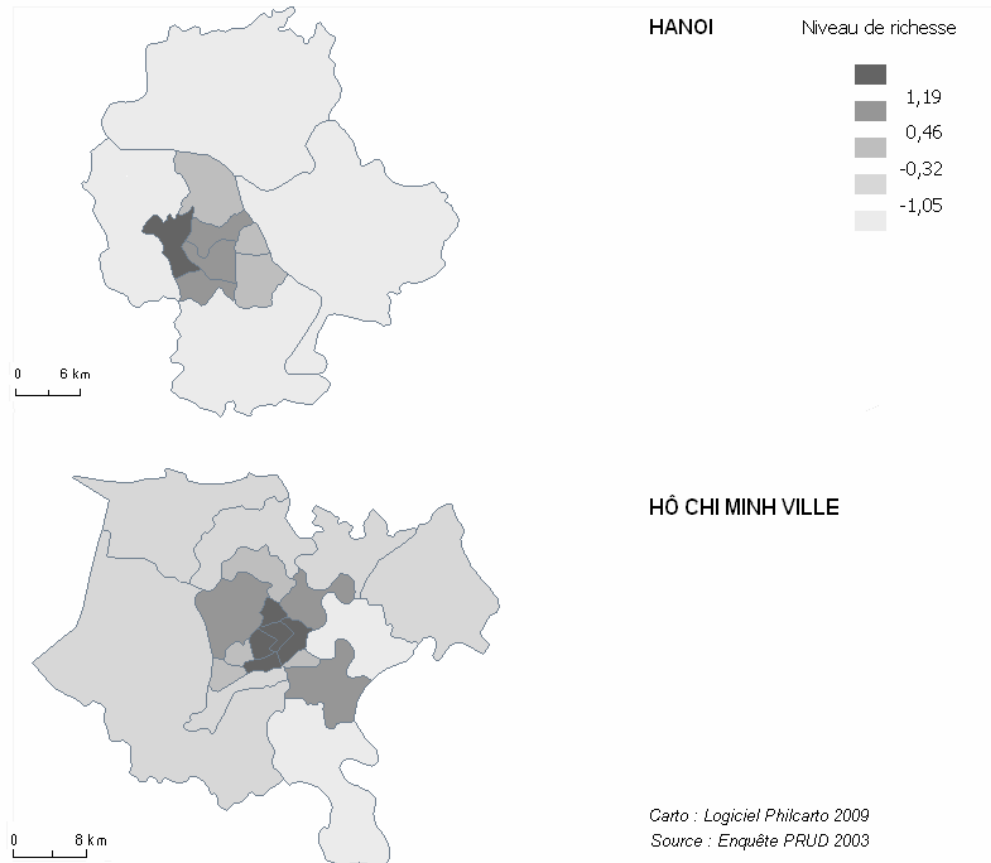 HANOI
Niveau de richesse
1,19
0,46
-0,32
-1,05
0 6 km
HÔ CHI MINH VILLE
Carto : Logiciel Philcarto 2009
Source : Enquête PRUD 2003
0 8 km